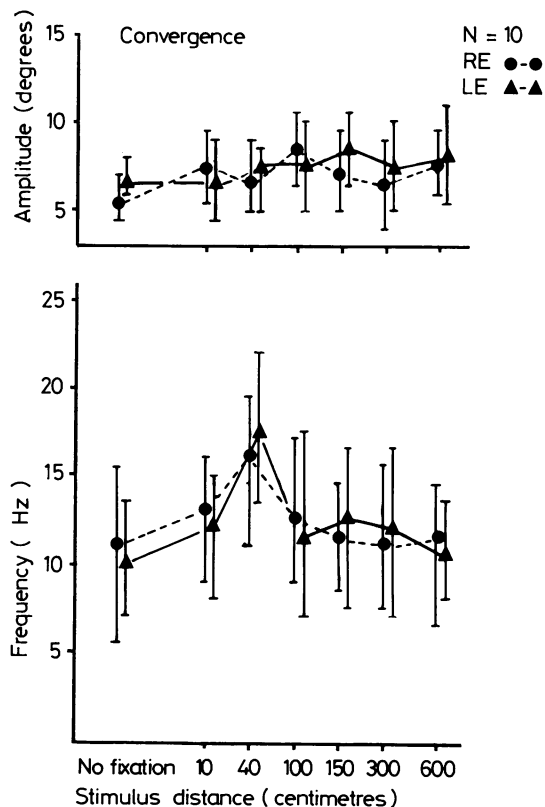 Convergence
N = 10
RE
LE
Amplitude (degrees)
15
10
5
Frequency ( Hz )
25
20
15
10
5
No fixation 10 40 100 150 300 600
Stimulus distance (centimetres)